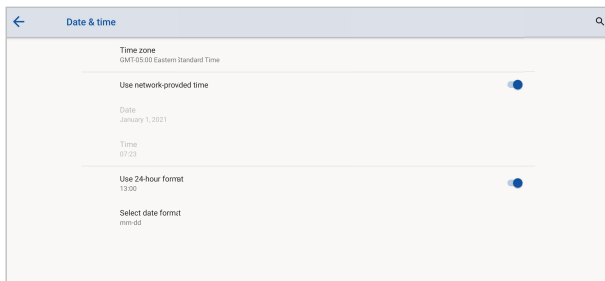 Date & time
Time zone
GMT-05:00 Eastern Standard Time
Use network-provded time
Date
January 1, 2021
Time
07:23
Use 24-hour format
13:00
Select date format
mm-dd